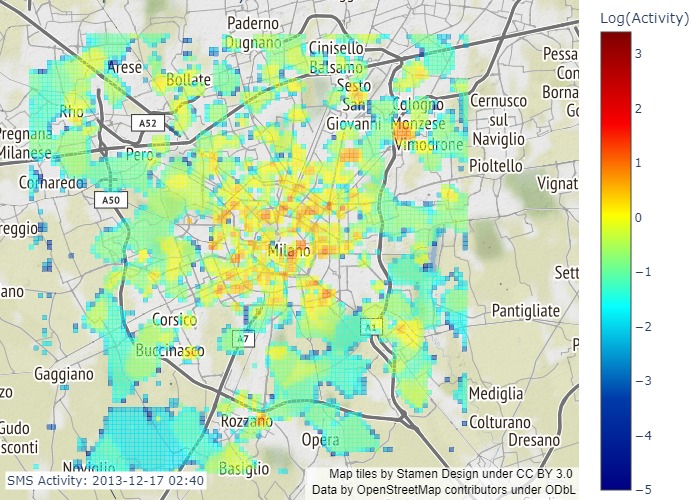 Paderno
Dugnano
Cinisello
Balsamo
Arese
Bollate
Sesto
San
Giovanni
Rho
A52
Cologno
Monzese
Vimodrone
Cernusco
sul
Naviglio
Pessa
Con
Borna
Go
Pregnana
Milanese
Pero
Pioltello
Cornaredo
A50
Vignat
reggio
Milano
Sett
ano
Corsico
Buccinasco
A7
A1
Pantigliate
P
Gaggiano
zo
Mediglia
Gudo
sconti
Rozzano
Opera
Colturano
Dresano
Noviglio
Basiglio
SMS Activity: 2013-12-17 02:40
Map tiles by Stamen Design under CC BY 3.0
Data by OpenStreetMap contributors under ODbL
Log(Activity)
3
2
1
0
−1
−2
−3
−4
−5